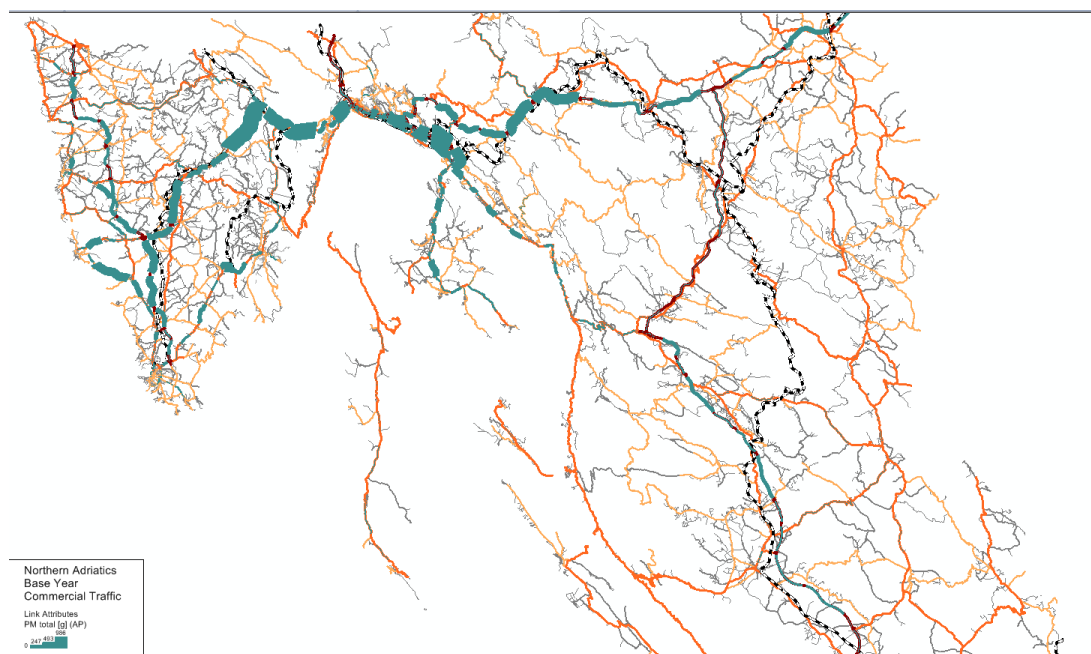 Northern Adriatics
Base Year
Commercial Traffic
Link Attributes
PM total [g] (AP)
0 247 493 986